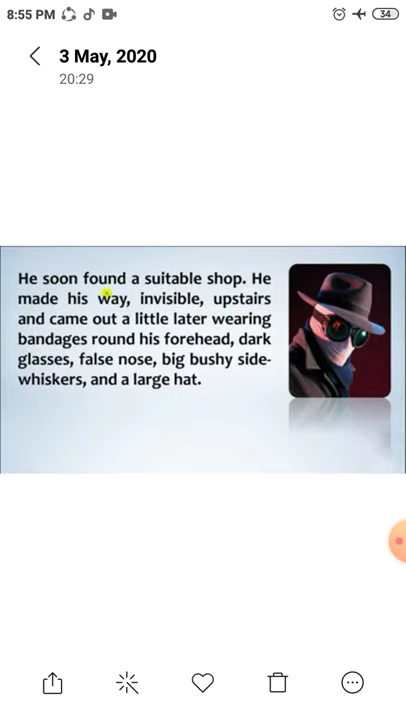 8:55 PM
34
3 May, 2020
20:29
He soon found a suitable shop. He
made his way, invisible, upstairs
and came out a little later wearing
bandages round his forehead, dark
glasses, false nose, big bushy side-
whiskers, and a large hat.